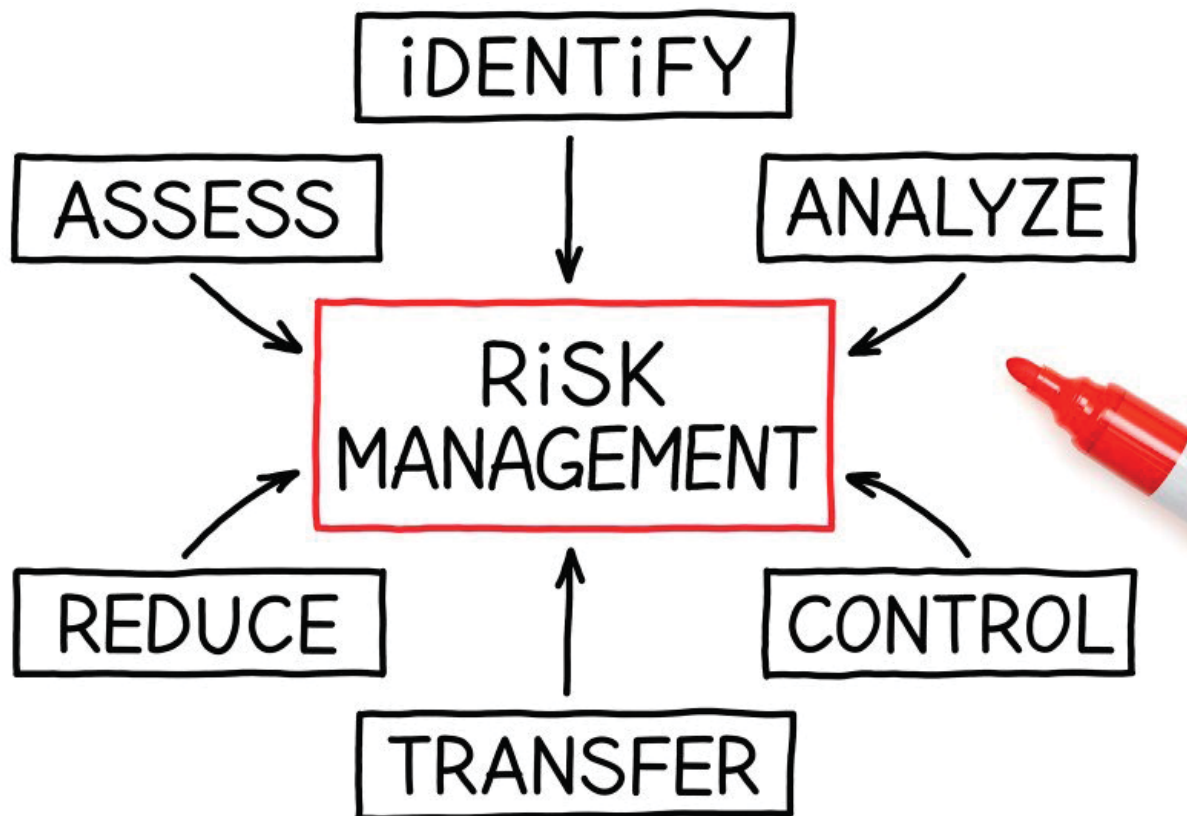 iDENTiFY
ASSESS
ANALYZE
RiSK
MANAGEMENT
REDUCE
CONTROL
TRANSFER